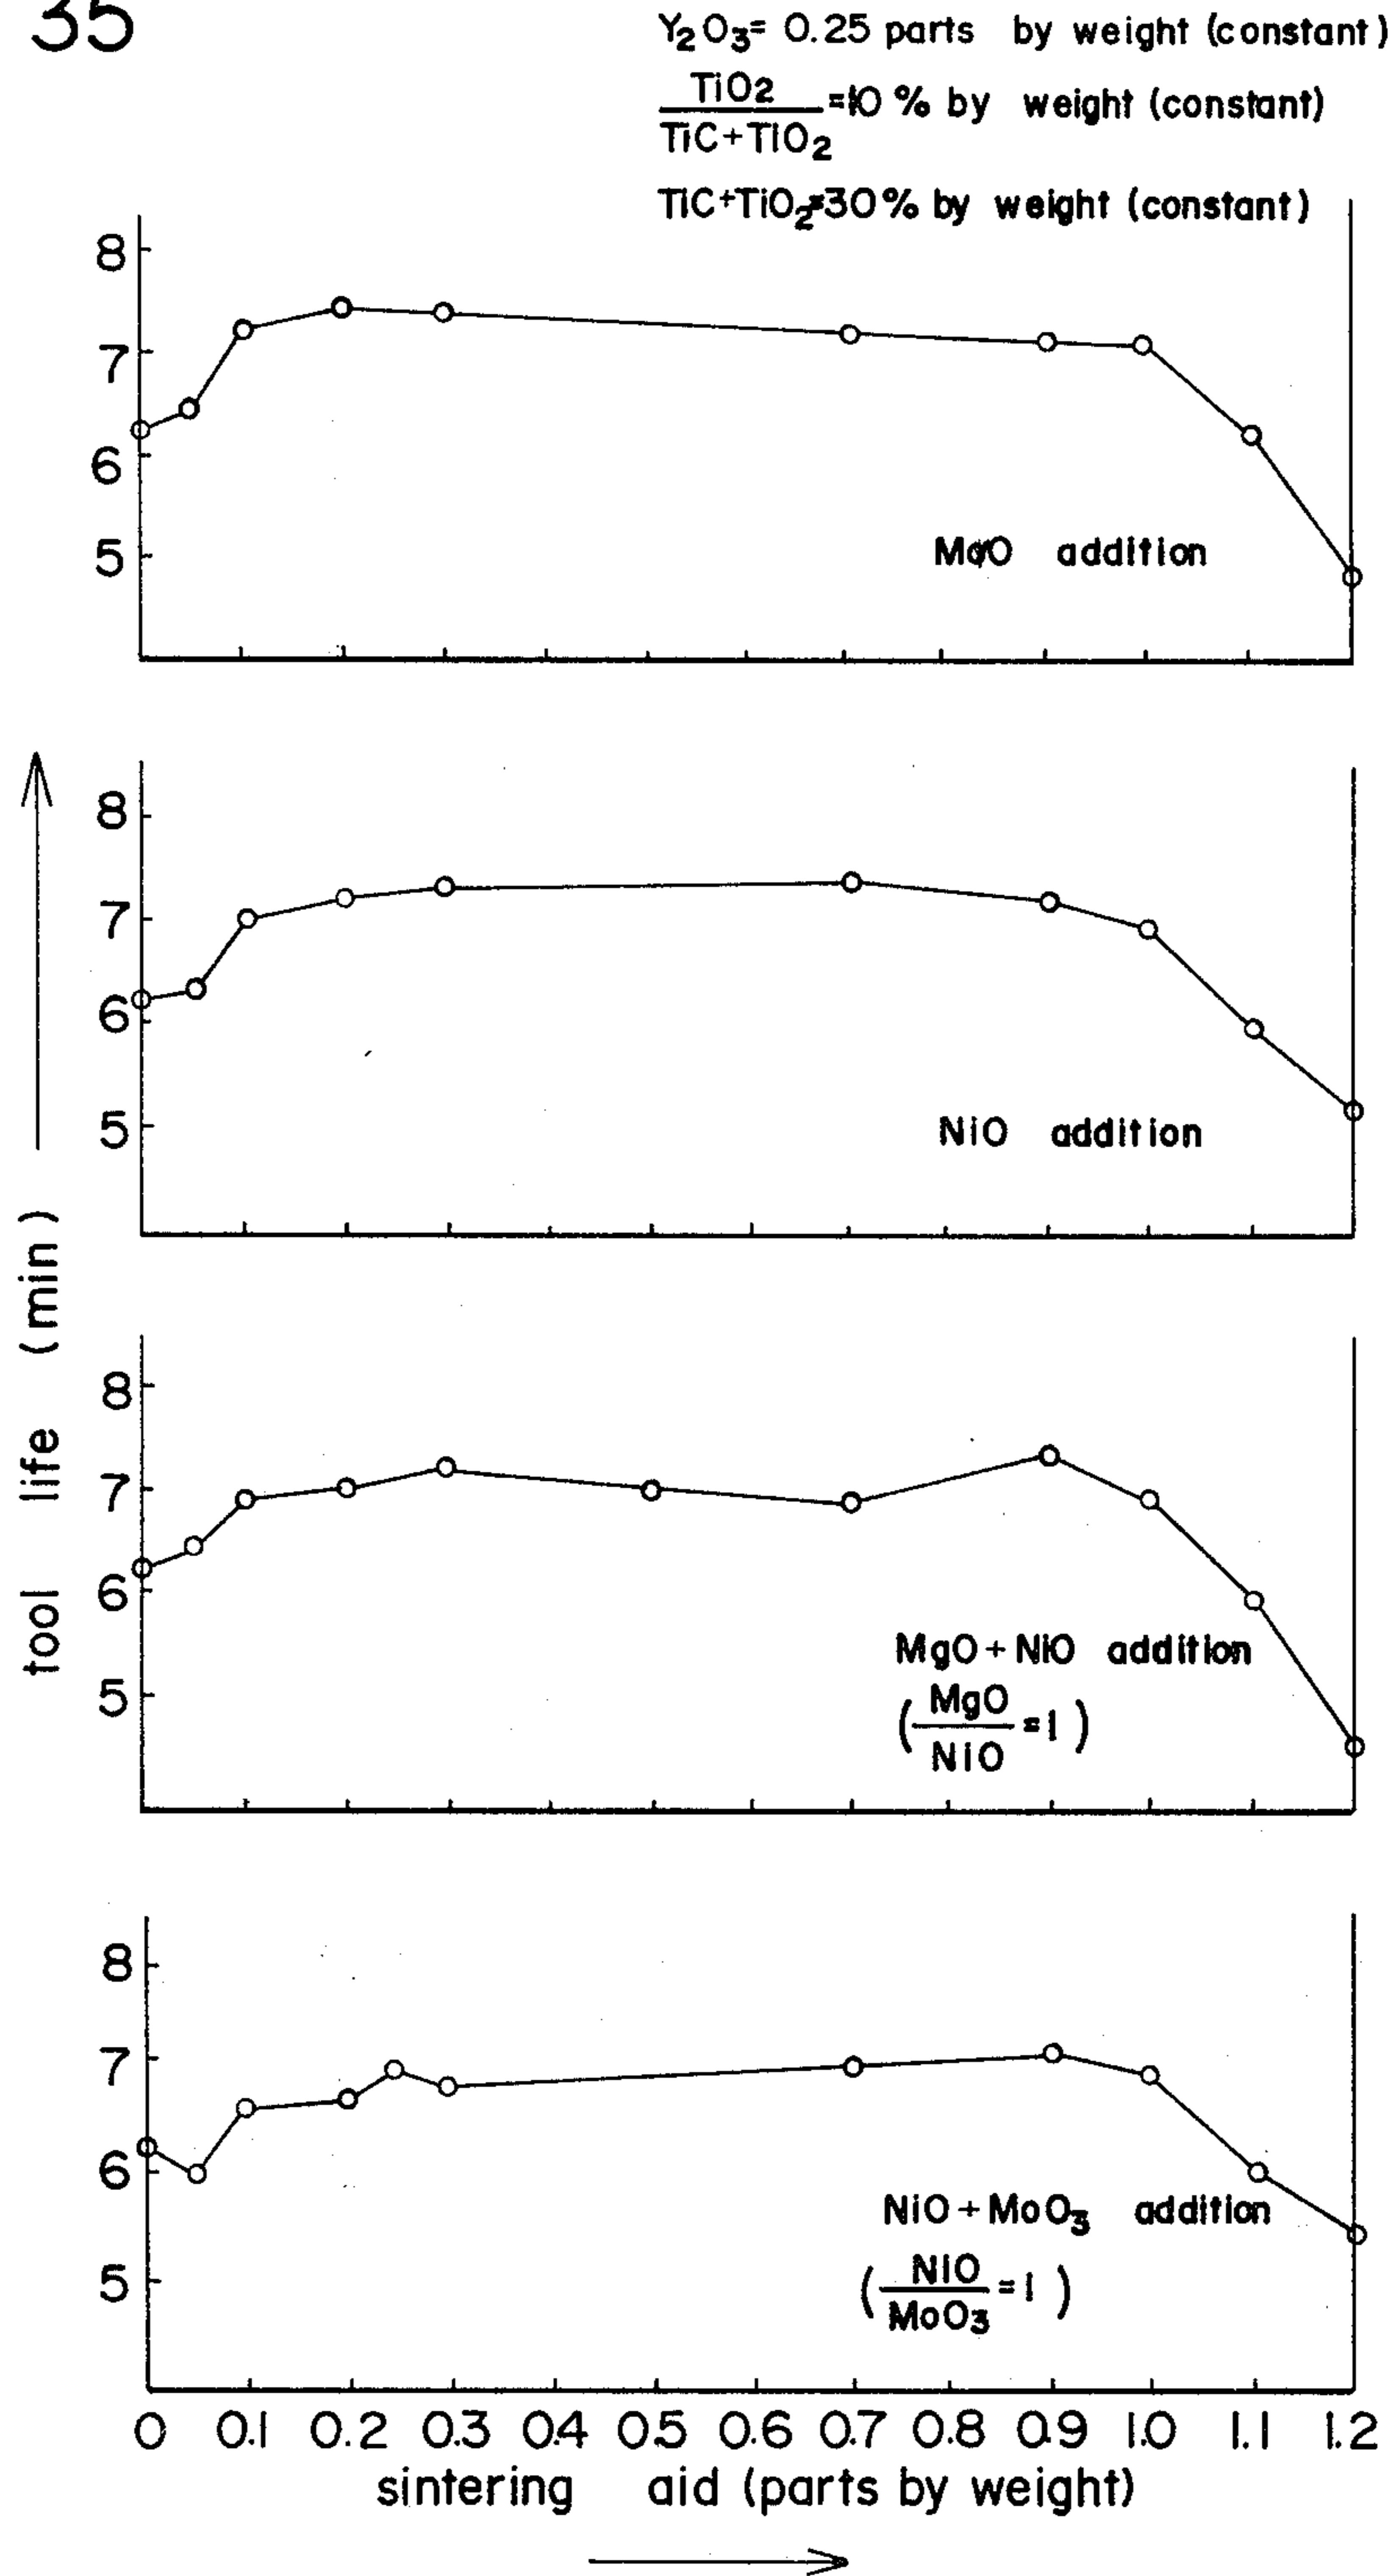 35
Y₂O₃= 0.25 parts by weight (constant)
TiO₂
=10 % by weight (constant)
TiC+TiO₂
TiC+TiO₂=30% by weight (constant)
8
7
6
5
addition
8
7
6
5
NiO addition
tool life (min)
8
7
6
5
MgO+NiO addition
( MgO
=1 )
NiO
8
7
6
5
NiO+MoO₃ addition
( NiO
=1 )
MoO₃
0 0.1 0.2 0.3 0.4 0.5 0.6 0.7 0.8 0.9 1.0 1.1 1.2
sintering aid (parts by weight)